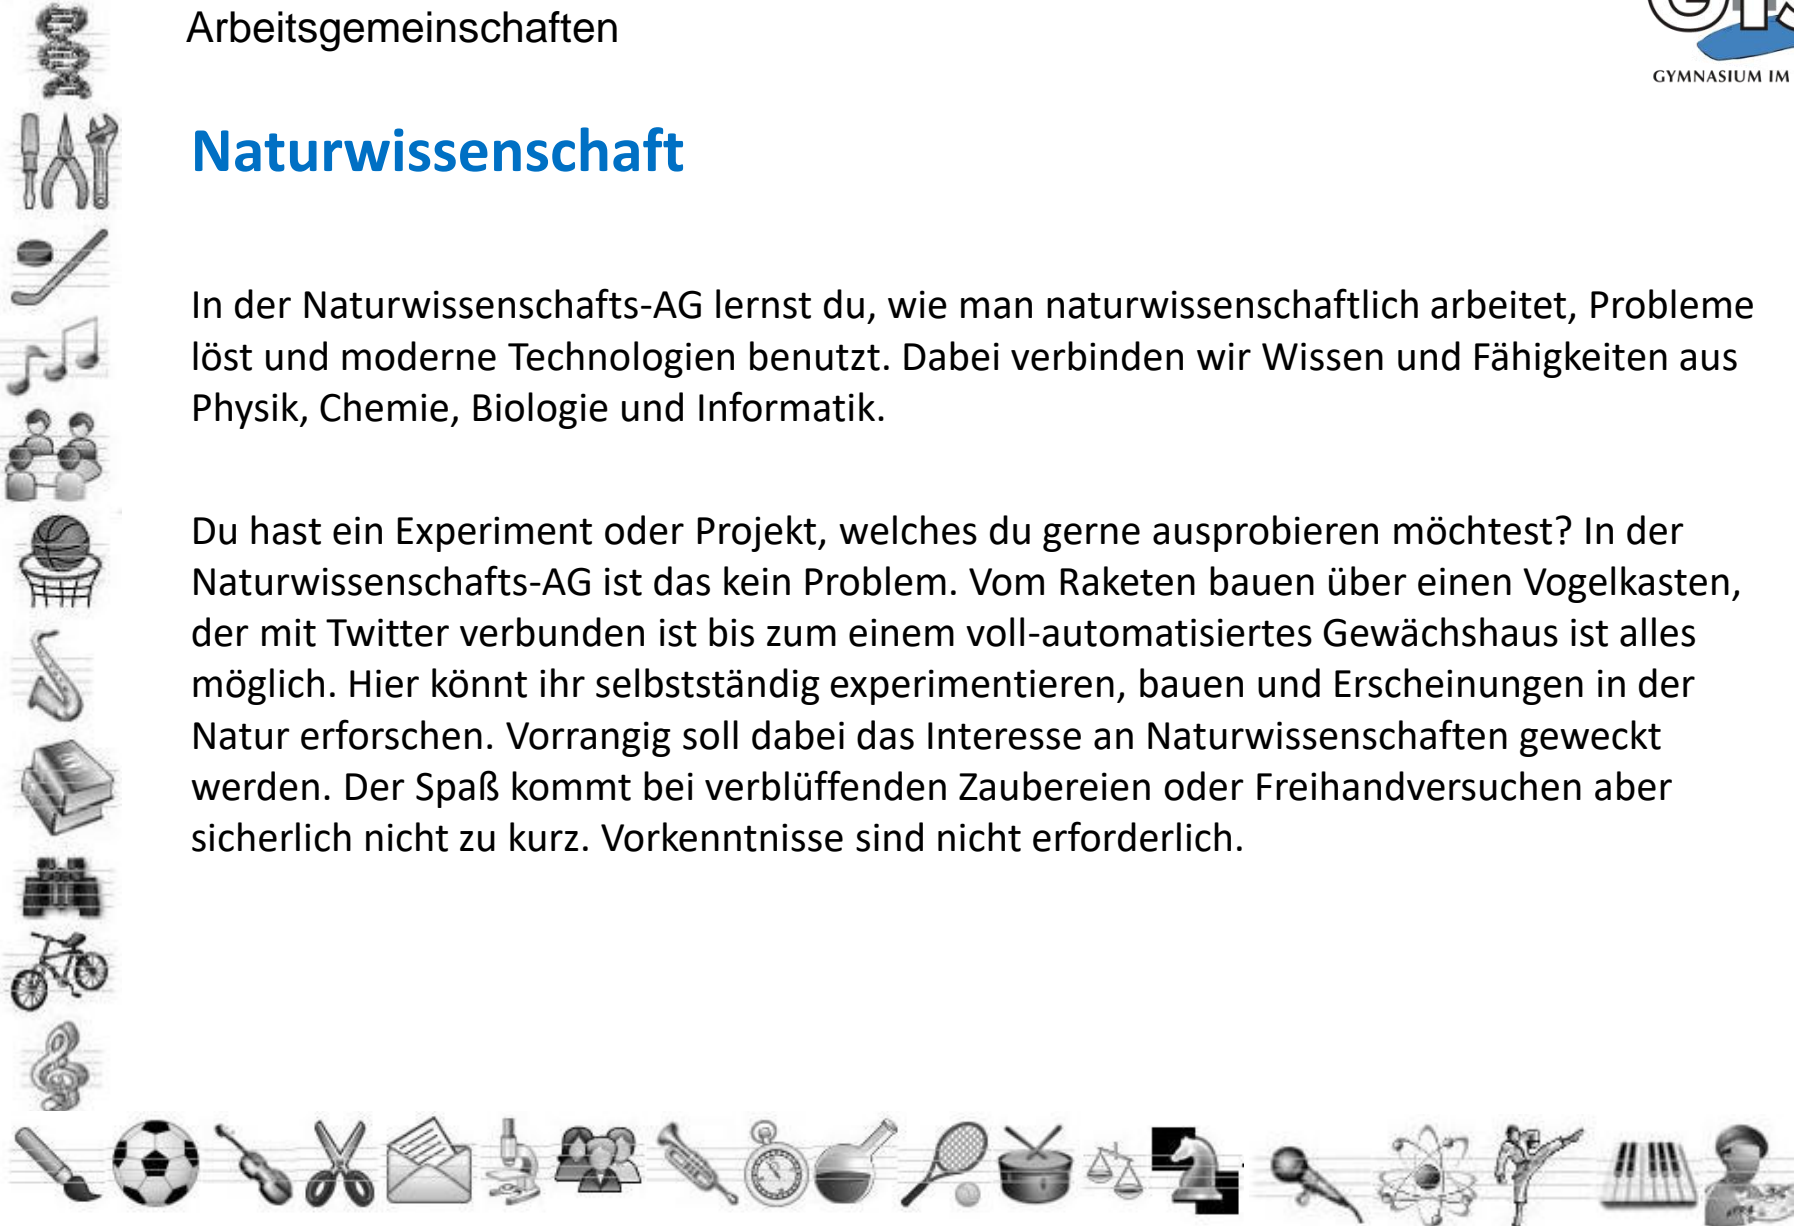 Arbeitsgemeinschaften
GYMNASIUM IM
Naturwissenschaft
In der Naturwissenschafts-AG lernst du, wie man naturwissenschaftlich arbeitet, Probleme
löst und moderne Technologien benutzt. Dabei verbinden wir Wissen und Fähigkeiten aus
Physik, Chemie, Biologie und Informatik.
Du hast ein Experiment oder Projekt, welches du gerne ausprobieren möchtest? In der
Naturwissenschafts-AG ist das kein Problem. Vom Raketen bauen über einen Vogelkasten,
der mit Twitter verbunden ist bis zum einem voll-automatisiertes Gewächshaus ist alles
möglich. Hier könnt ihr selbstständig experimentieren, bauen und Erscheinungen in der
Natur erforschen. Vorrangig soll dabei das Interesse an Naturwissenschaften geweckt
werden. Der Spaß kommt bei verblüffenden Zaubereien oder Freihandversuchen aber
sicherlich nicht zu kurz. Vorkenntnisse sind nicht erforderlich.